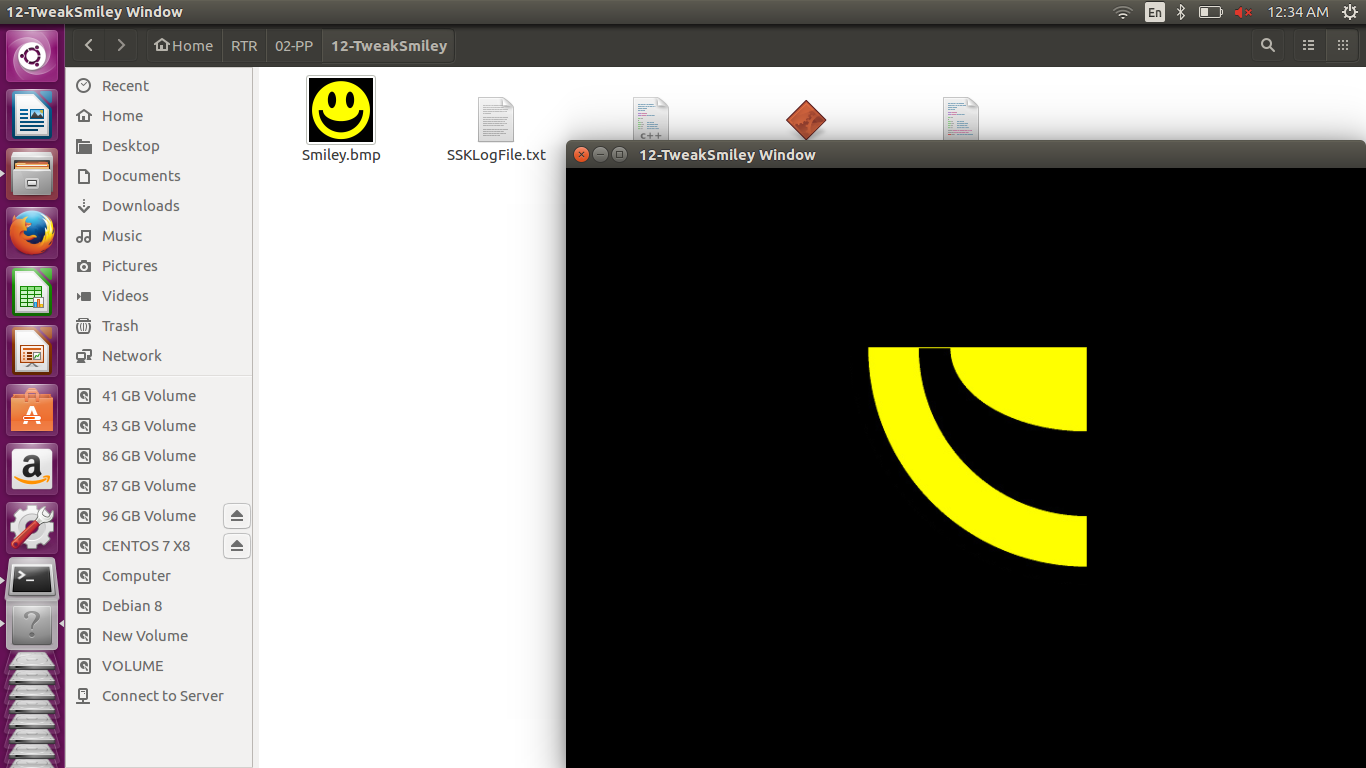 12-TweakSmiley Window
En
12:34 AM
Home
RTR
02-PP
12-TweakSmiley
Recent
Home
Desktop
Documents
Downloads
Music
Pictures
Videos
Trash
Network
41 GB Volume
43 GB Volume
86 GB Volume
87 GB Volume
96 GB Volume
CENTOS 7 X8
Computer
Debian 8
New Volume
VOLUME
Connect to Server
Smiley.bmp
SSKLogFile.txt
c++
12-TweakSmiley Window